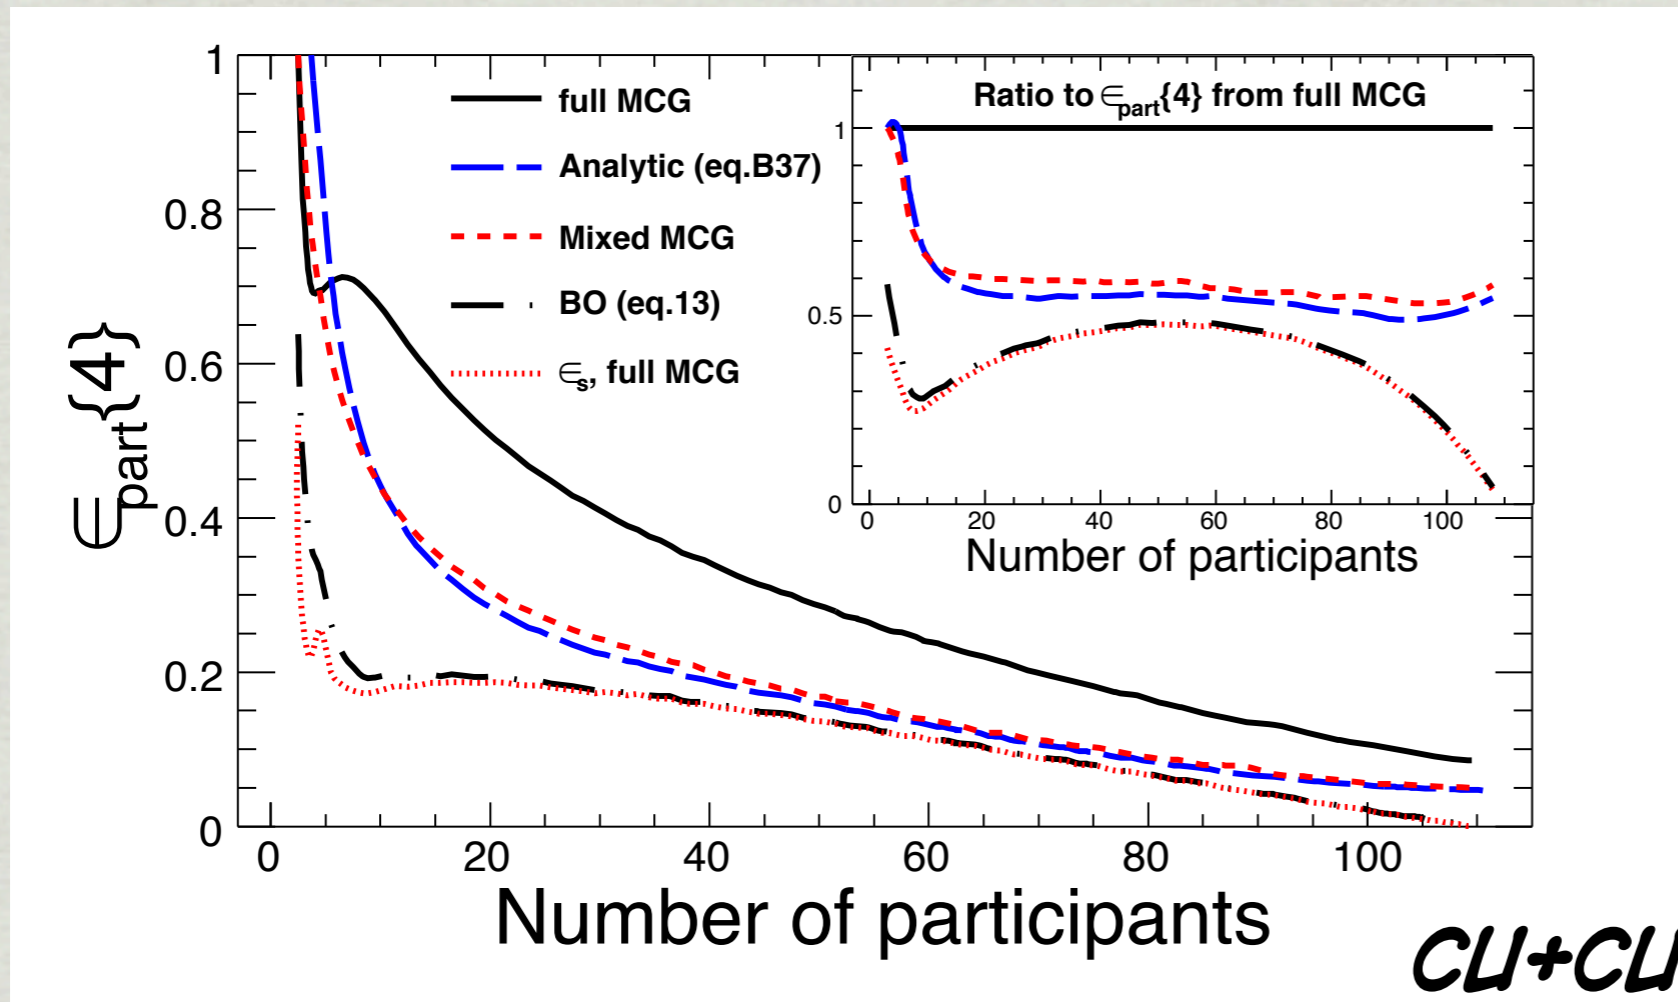 1
0.8
0.6
0.4
0.2
0
∈part{4}
full MCG
Analytic (eq.B37)
Mixed MCG
BO (eq.13)
∈s, full MCG
0 20 40 60 80 100
Number of participants
Ratio to ∈part{4} from full MCG
1
0.5
0
0 20 40 60 80 100
Number of participants
CU+CU